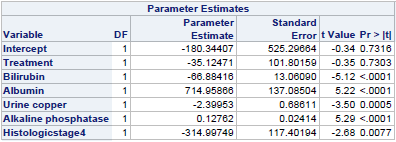 Parameter Estimates
Variable DF Parameter Estimate Standard Error t Value Pr > |t|
Intercept 1 -180.34407 525.29664 -0.34 0.7316
Treatment 1 -35.12471 101.80159 -0.35 0.7303
Bilirubin 1 -66.88416 13.06090 -5.12 <.0001
Albumin 1 714.95866 137.08504 5.22 <.0001
Urine copper 1 -2.39953 0.68611 -3.50 0.0005
Alkaline phosphatase 1 0.12762 0.02414 5.29 <.0001
Histologicstage4 1 -314.99749 117.40194 -2.68 0.0077